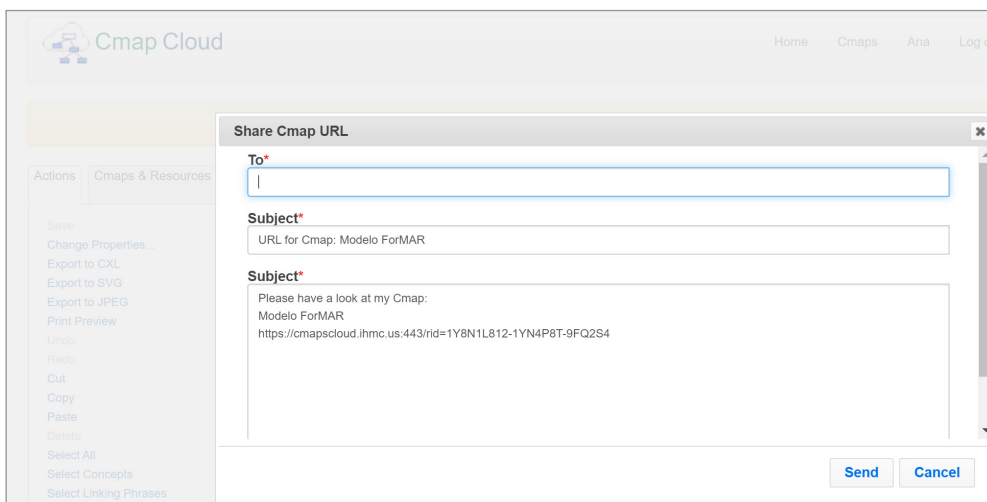 Cmap Cloud
Home Cmaps Ana Log
Share Cmap URL
To*
Actions Cmaps & Resources
Subject*
Save
URL for Cmap: Modelo ForMAR
Change Properties...
Export to CXL
Subject*
Export to SVG
Please have a look at my Cmap:
Export to JPEG
Modelo ForMAR
Print Preview
https://cmapscloud.ihmc.us:443/rid=1Y8N1L812-1YN4P8T-9FQ2S4
Undo
Redo
Cut
Copy
Paste
Delete
Select All
Send Cancel
Select Concepts
Select Linking Phrases